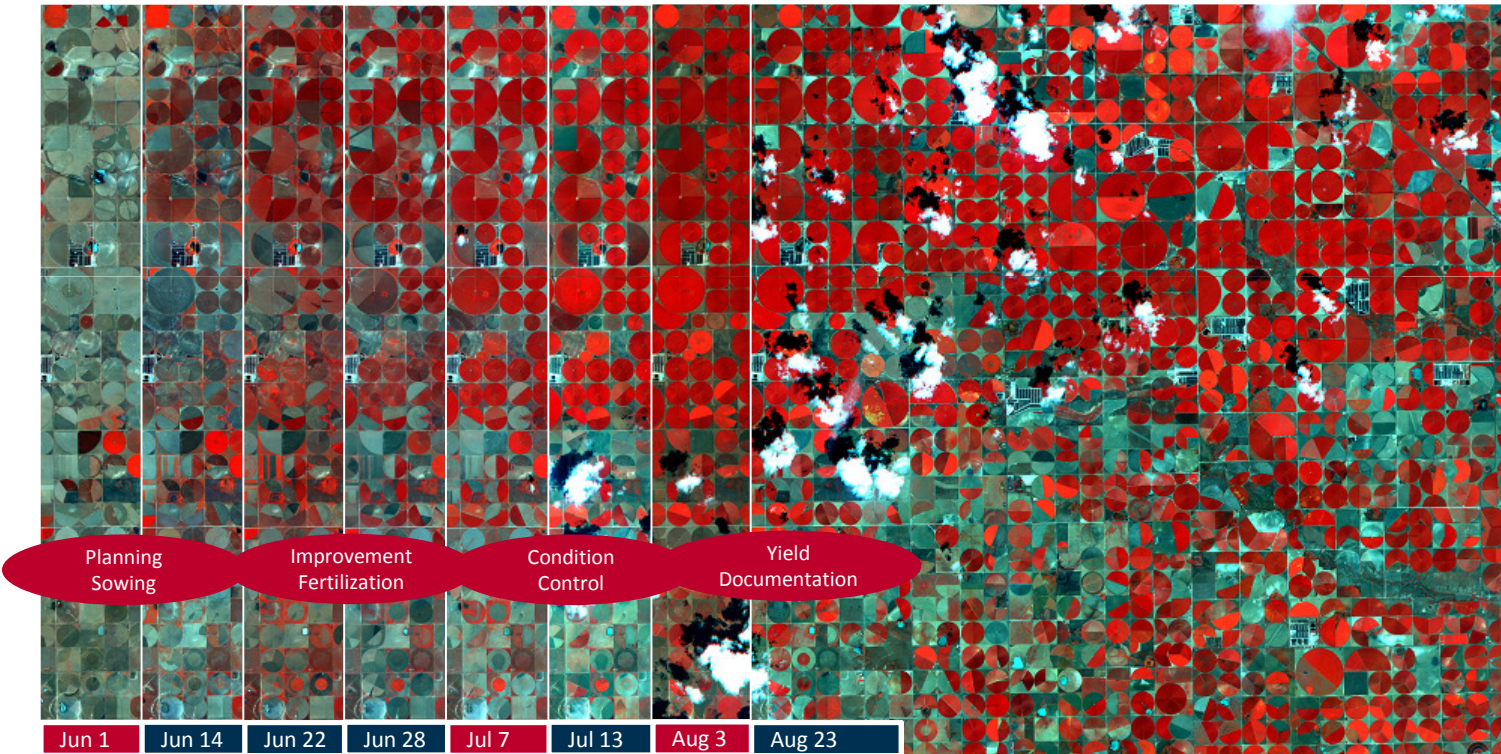 Planning
Sowing
Improvement
Fertilization
Condition
Control
Yield
Documentation
Jun 1
Jun 14
Jun 22
Jun 28
Jul 7
Jul 13
Aug 3
Aug 23